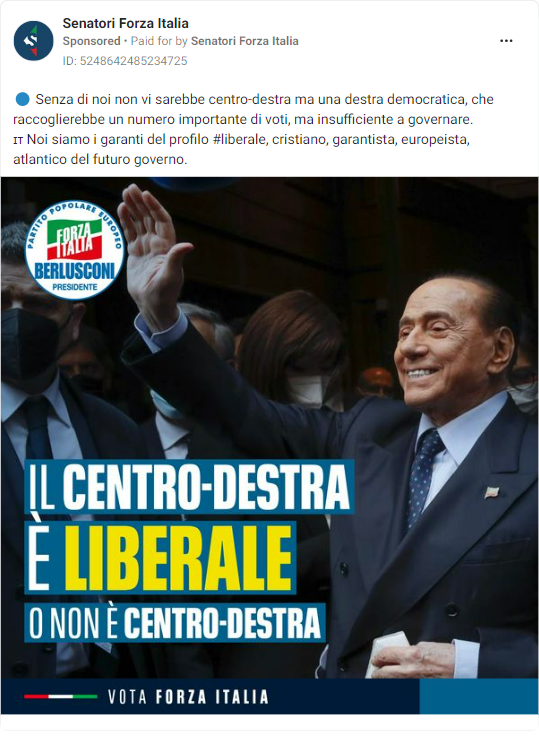 Senatori Forza Italia
Sponsored • Paid for by Senatori Forza Italia
ID: 5248642485234725
🔵 Senza di noi non vi sarebbe centro-destra ma una destra democratica, che
raccoglierebbe un numero importante di voti, ma insufficiente a governare.
🇮🇹 Noi siamo i garanti del profilo #liberale, cristiano, garantista, europeista,
atlantico del futuro governo.
PARTITO POPOLARE EUROPEO
FORZA
ITALIA
BERLUSCONI
PRESIDENTE
IL CENTRO-DESTRA
È LIBERALE
O NON È CENTRO-DESTRA
VOTA FORZA ITALIA